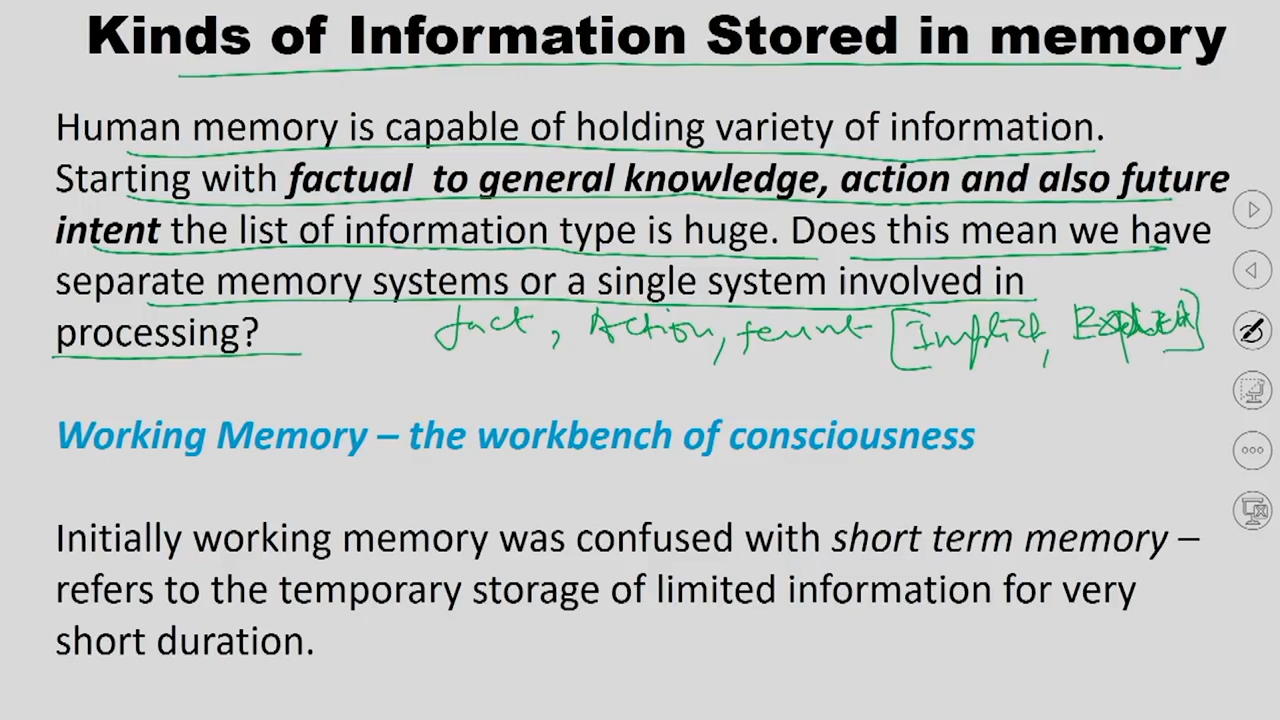 Kinds of Information Stored in memory
Human memory is capable of holding variety of information.
Starting with factual to general knowledge, action and also future
intent the list of information type is huge. Does this mean we have
separate memory systems or a single system involved in
processing?
fact, Action, [Implicit,
Working Memory – the workbench of consciousness
Initially working memory was confused with short term memory –
refers to the temporary storage of limited information for very
short duration.